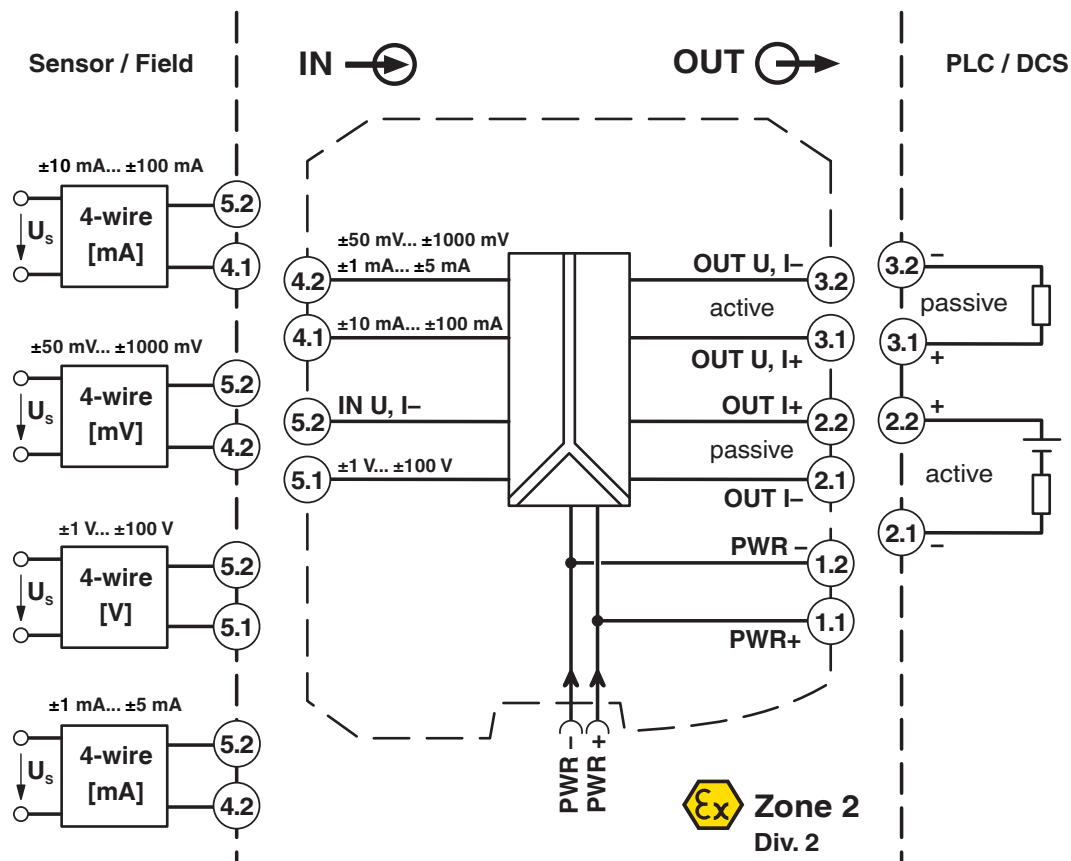 Sensor / Field
IN
OUT
PLC / DCS
±10 mA... ±100 mA
4-wire
[mA]
Us
5.2
4.1
±50 mV... ±1000 mV
4-wire
[mV]
Us
5.2
4.2
±1 V... ±100 V
4-wire
[V]
Us
5.2
5.1
±1 mA... ±5 mA
4-wire
[mA]
Us
5.2
4.2
±50 mV... ±1000 mV
4.2
±1 mA... ±5 mA
4.1
±10 mA... ±100 mA
5.2
IN U, I–
5.1
±1 V... ±100 V
OUT U, I–
3.2
active
3.1
OUT U, I+
OUT I+
2.2
passive
2.1
OUT I–
PWR –
1.2
1.1
PWR+
PWR –
PWR +
3.2
–
passive
3.1
+
2.2
+
active
2.1
–
Ex
Zone 2
Div. 2